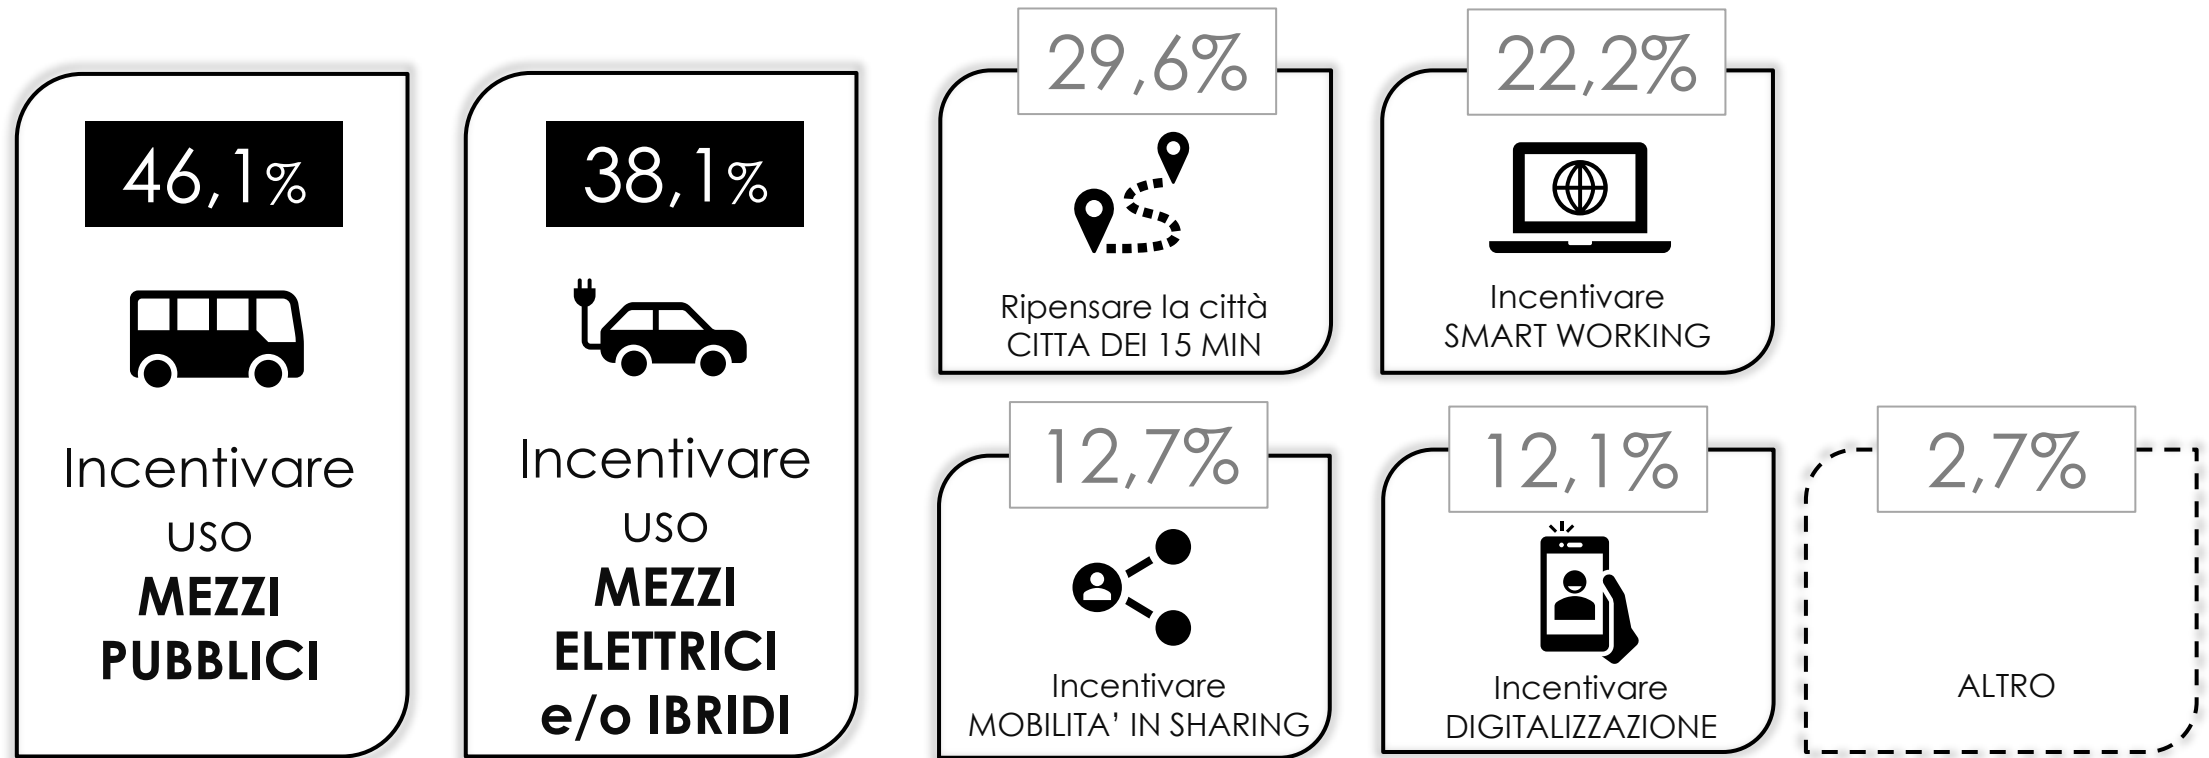 46,1%
Incentivare
uso
MEZZI
PUBBLICI
38,1%
Incentivare
uso
MEZZI
ELETTRICI
e/o IBRIDI
29,6%
Ripensare la città
CITTA DEI 15 MIN
22,2%
Incentivare
SMART WORKING
12,7%
Incentivare
MOBILITA’ IN SHARING
12,1%
Incentivare
DIGITALIZZAZIONE
2,7%
ALTRO